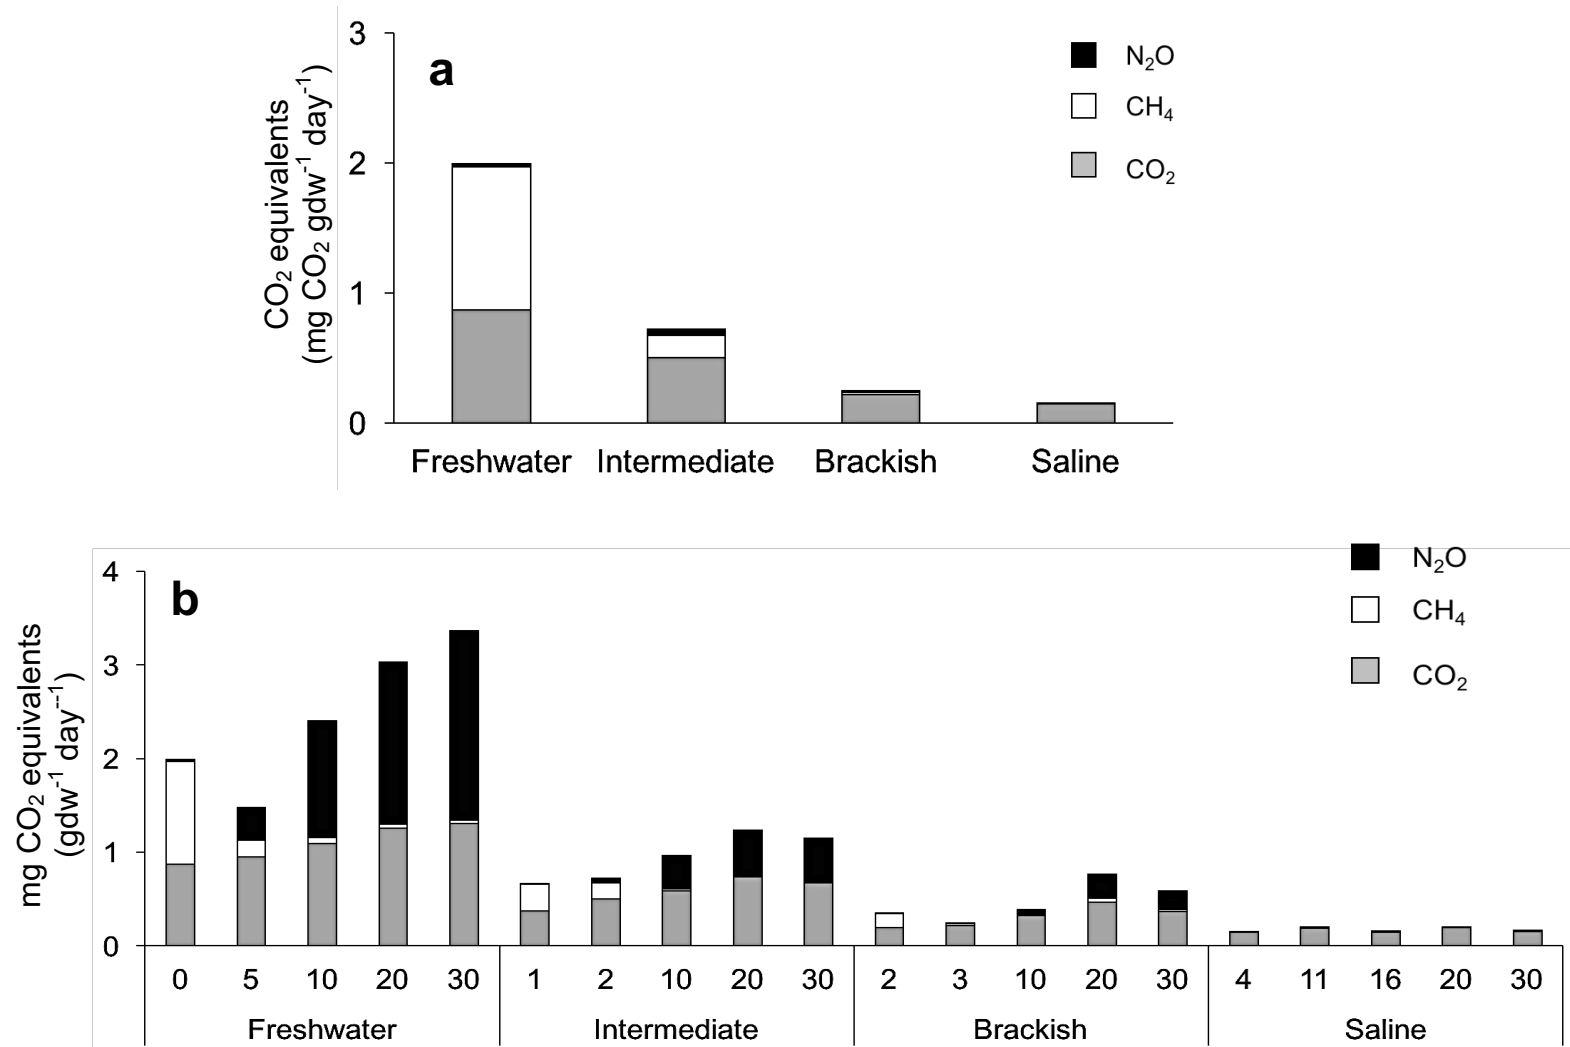 3
a
N₂O
CH₄
CO₂
CO₂ equivalents
(mg CO₂ gdw⁻¹ day⁻¹)
2
1
0
Freshwater Intermediate Brackish Saline
4
b
N₂O
CH₄
CO₂
mg CO₂ equivalents
(gdw⁻¹ day⁻⁻¹)
3
2
1
0
0 5 10 20 30 1 2 10 20 30 2 3 10 20 30 4 11 16 20 30
Freshwater Intermediate Brackish Saline